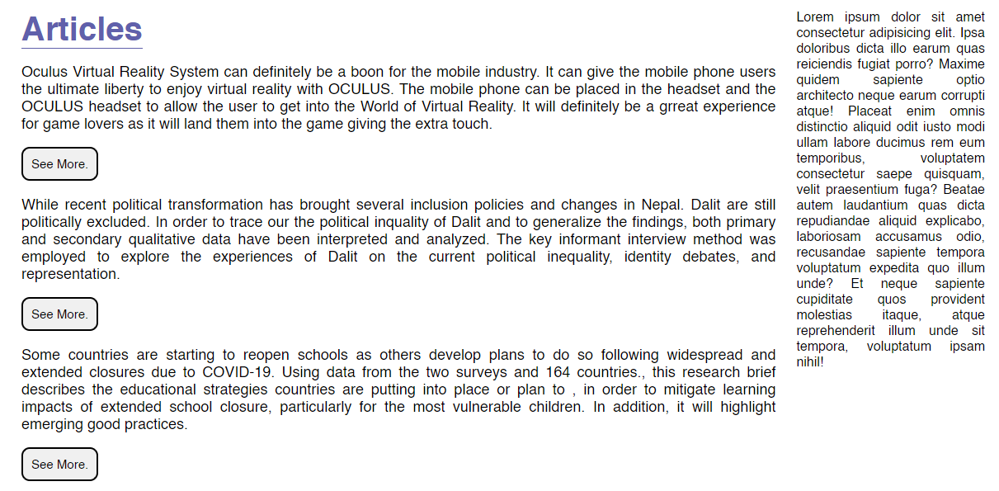 Articles
Oculus Virtual Reality System can definitely be a boon for the mobile industry. It can give the mobile phone users
the ultimate liberty to enjoy virtual reality with OCULUS. The mobile phone can be placed in the headset and the
OCULUS headset to allow the user to get into the World of Virtual Reality. It will definitely be a grreat experience
for game lovers as it will land them into the game giving the extra touch.
See More.
While recent political transformation has brought several inclusion policies and changes in Nepal. Dalit are still
politically excluded. In order to trace our the political inquality of Dalit and to generalize the findings, both primary
and secondary qualitative data have been interpreted and analyzed. The key informant interview method was
employed to explore the experiences of Dalit on the current political inequality, identity debates, and
representation.
See More.
Some countries are starting to reopen schools as others develop plans to do so following widespread and
extended closures due to COVID-19. Using data from the two surveys and 164 countries., this research brief
describes the educational strategies countries are putting into place or plan to , in order to mitigate learning
impacts of extended school closure, particularly for the most vulnerable children. In addition, it will highlight
emerging good practices.
See More.
Lorem ipsum dolor sit amet
consectetur adipisicing elit. Ipsa
doloribus dicta illo earum quas
reiciendis fugiat porro? Maxime
quidem sapiente optio
architecto neque earum corrupti
atque! Placeat enim omnis
distinctio aliquid odit iusto modi
ullam labore ducimus rem eum
temporibus, voluptatem
consectetur saepe quisquam,
velit praesentium fuga? Beatae
autem laudantium quas dicta
repudiandae aliquid explicabo,
laboriosam accusamus odio,
recusandae sapiente tempora
voluptatum expedita quo illum
unde? Et neque sapiente
cupiditate quos provident
molestias itaque, atque
reprehenderit illum unde sit
tempora, voluptatum ipsam
nihil!